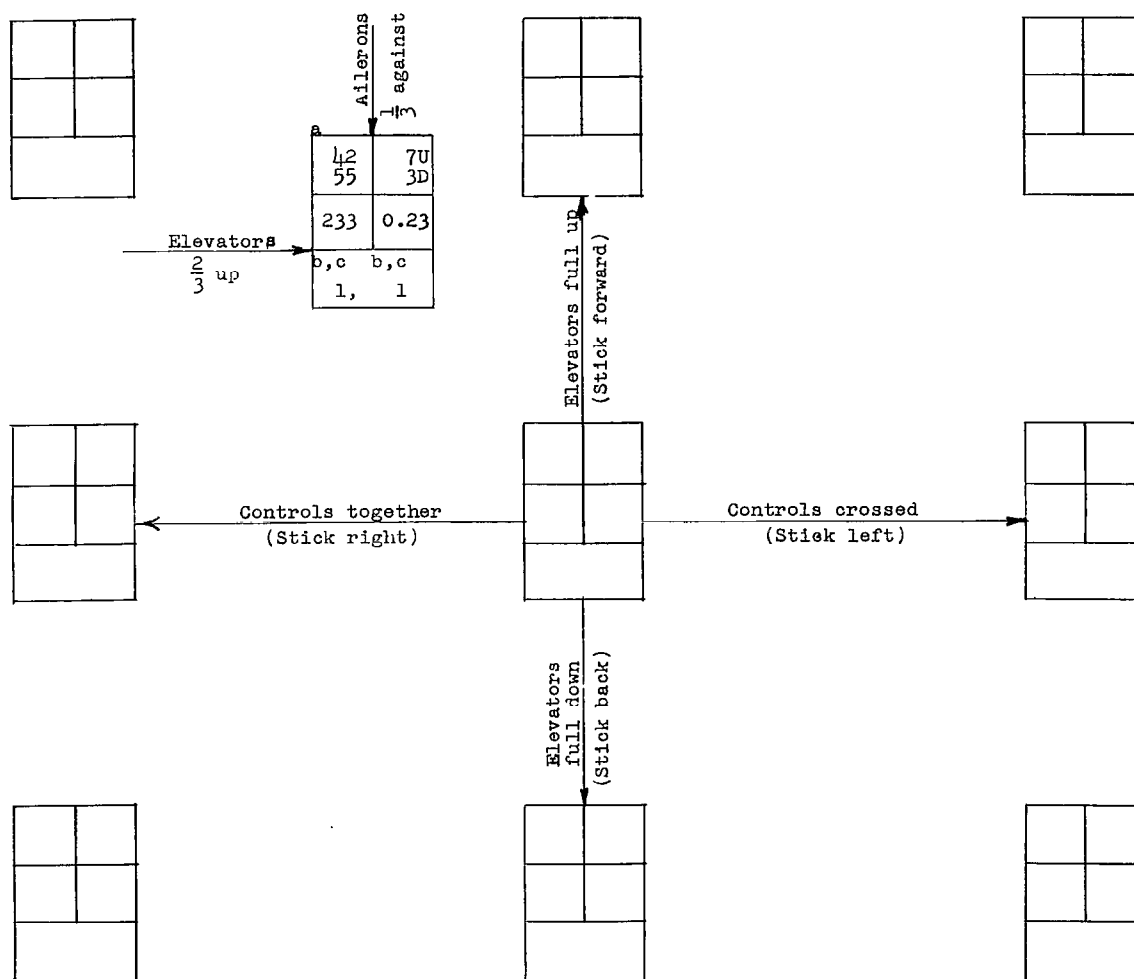 Ailerons
1/3 against
a
42 7U
55 3D
233 0.23
Elevators
2/3 up
b,c b,c
1, 1
Elevators full up
(Stick forward)
Controls together
(Stick right)
Controls crossed
(Stick left)
Elevators
full down
(Stick back)